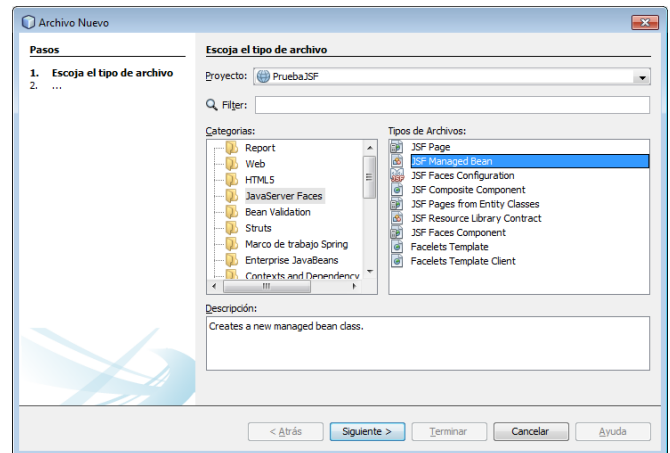 Archivo Nuevo
Pasos
1. Escoja el tipo de archivo
2. ...
Escoja el tipo de archivo
Proyecto: PruebaJSF
Filter:
Categorías:
Report
Web
HTML5
JavaServer Faces
Bean Validation
Struts
Marco de trabajo Spring
Enterprise JavaBeans
Contexts and Dependency
Tipos de Archivos:
JSF Page
JSF Managed Bean
JSF Faces Configuration
JSF Composite Component
JSF Pages from Entity Classes
JSF Resource Library Contract
JSF Faces Component
Facelets Template
Facelets Template Client
Descripción:
Creates a new managed bean class.
< Atrás Siguiente > Terminar Cancelar Ayuda